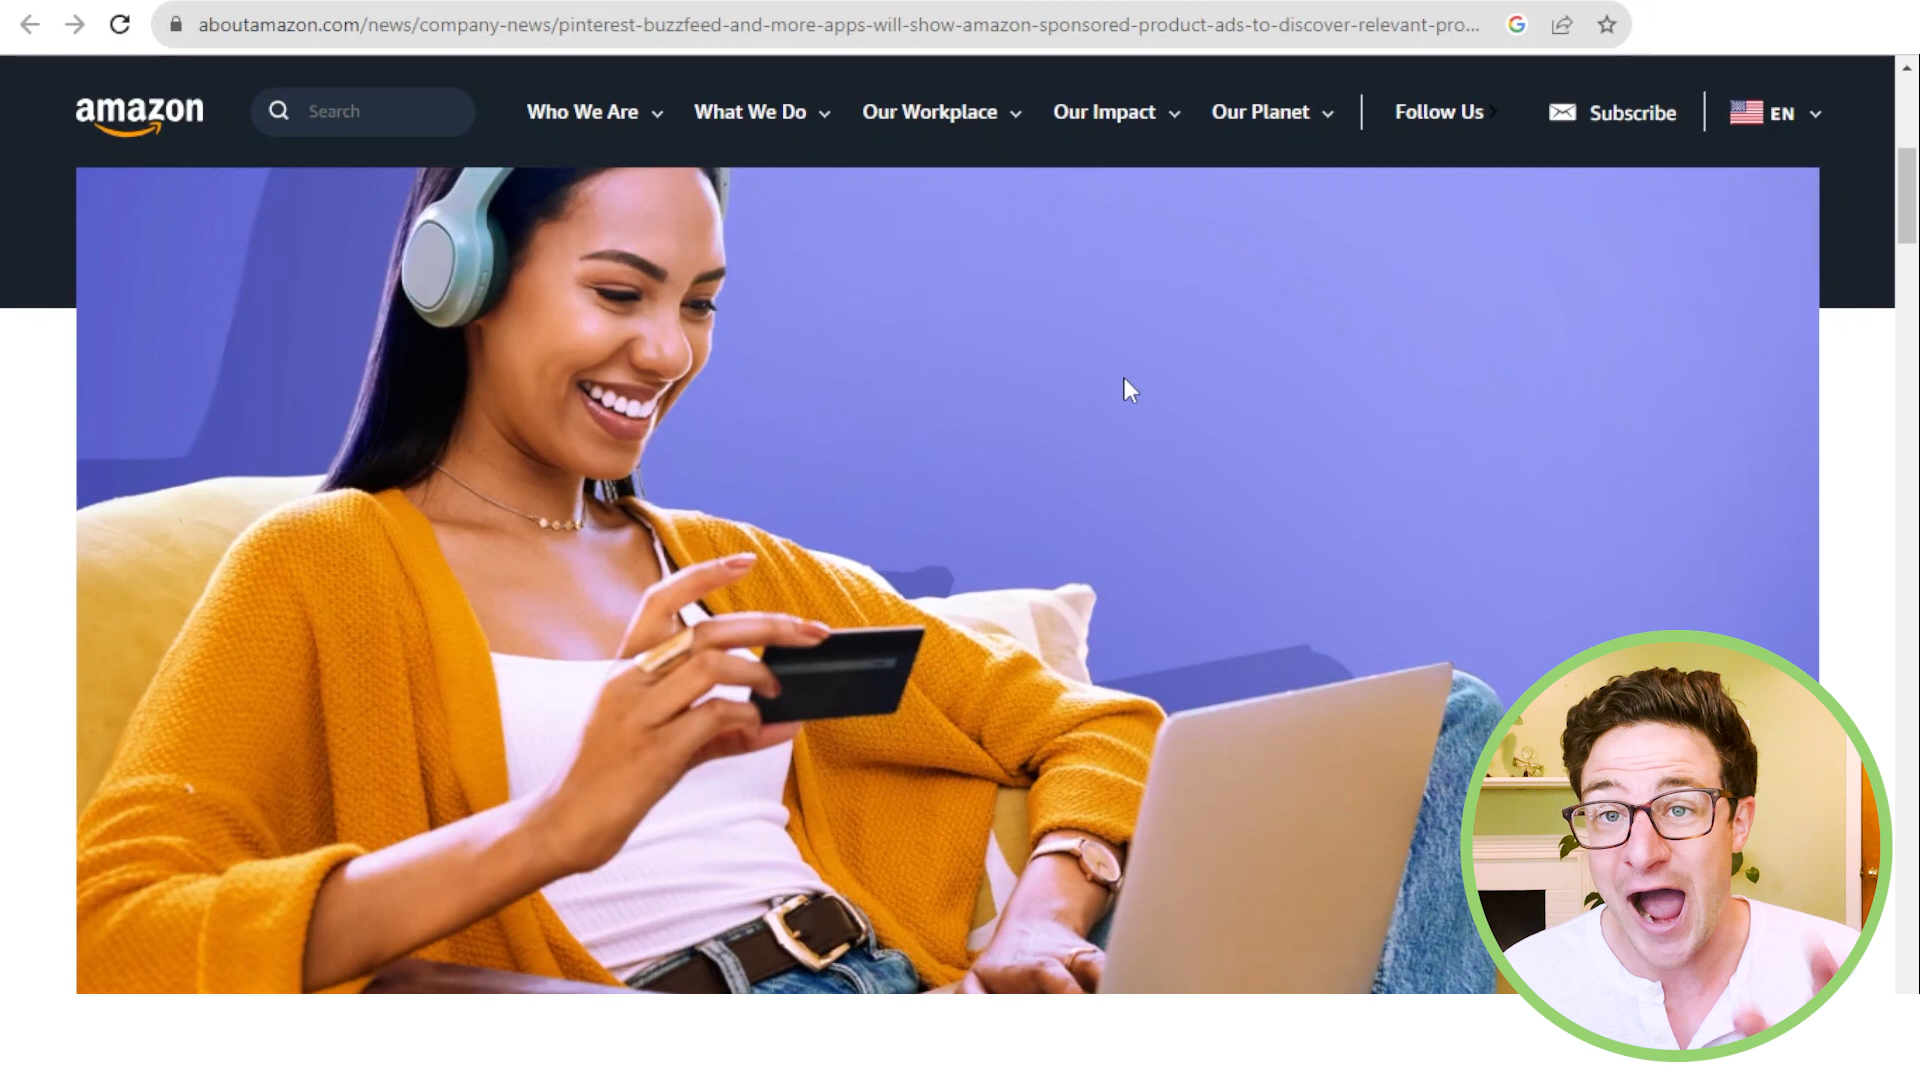 aboutamazon.com/news/company-news/pinterest-buzzfeed-and-more-apps-will-show-amazon-sponsored-product-ads-to-discover-relevant-pro...
amazon Search Who We Are What We Do Our Workplace Our Impact Our Planet Follow Us Subscribe EN